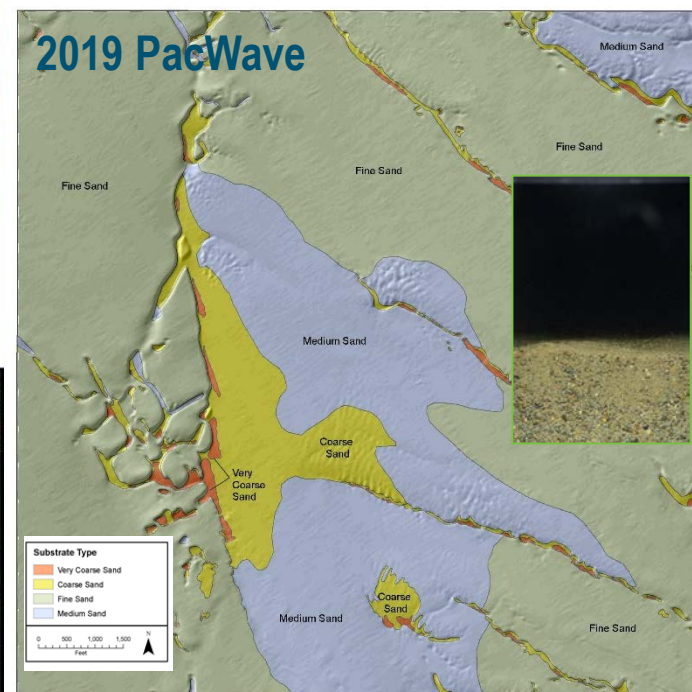 2019 PacWave
Medium Sand
Fine Sand
Fine Sand
Fine Sand
Medium Sand
Coarse
Sand
Very
Coarse
Sand
Coarse
Sand
Medium Sand
Fine Sand
Substrate Type
Very Coarse Sand
Coarse Sand
Fine Sand
Medium Sand
0 500 1,000 1,500
Feet
N